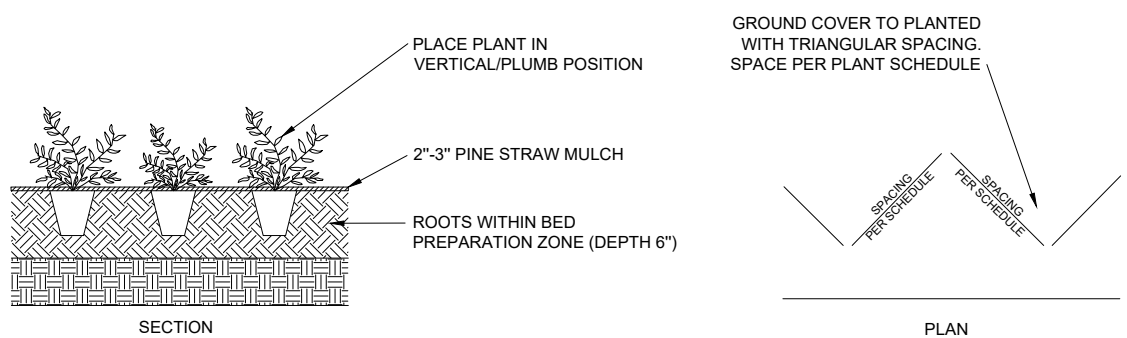 PLACE PLANT IN
VERTICAL/PLUMB POSITION
2"-3" PINE STRAW MULCH
ROOTS WITHIN BED
PREPARATION ZONE (DEPTH 6")
SECTION
GROUND COVER TO PLANTED
WITH TRIANGULAR SPACING.
SPACE PER PLANT SCHEDULE
SPACING
PER SCHEDULE
SPACING
PER SCHEDULE
PLAN